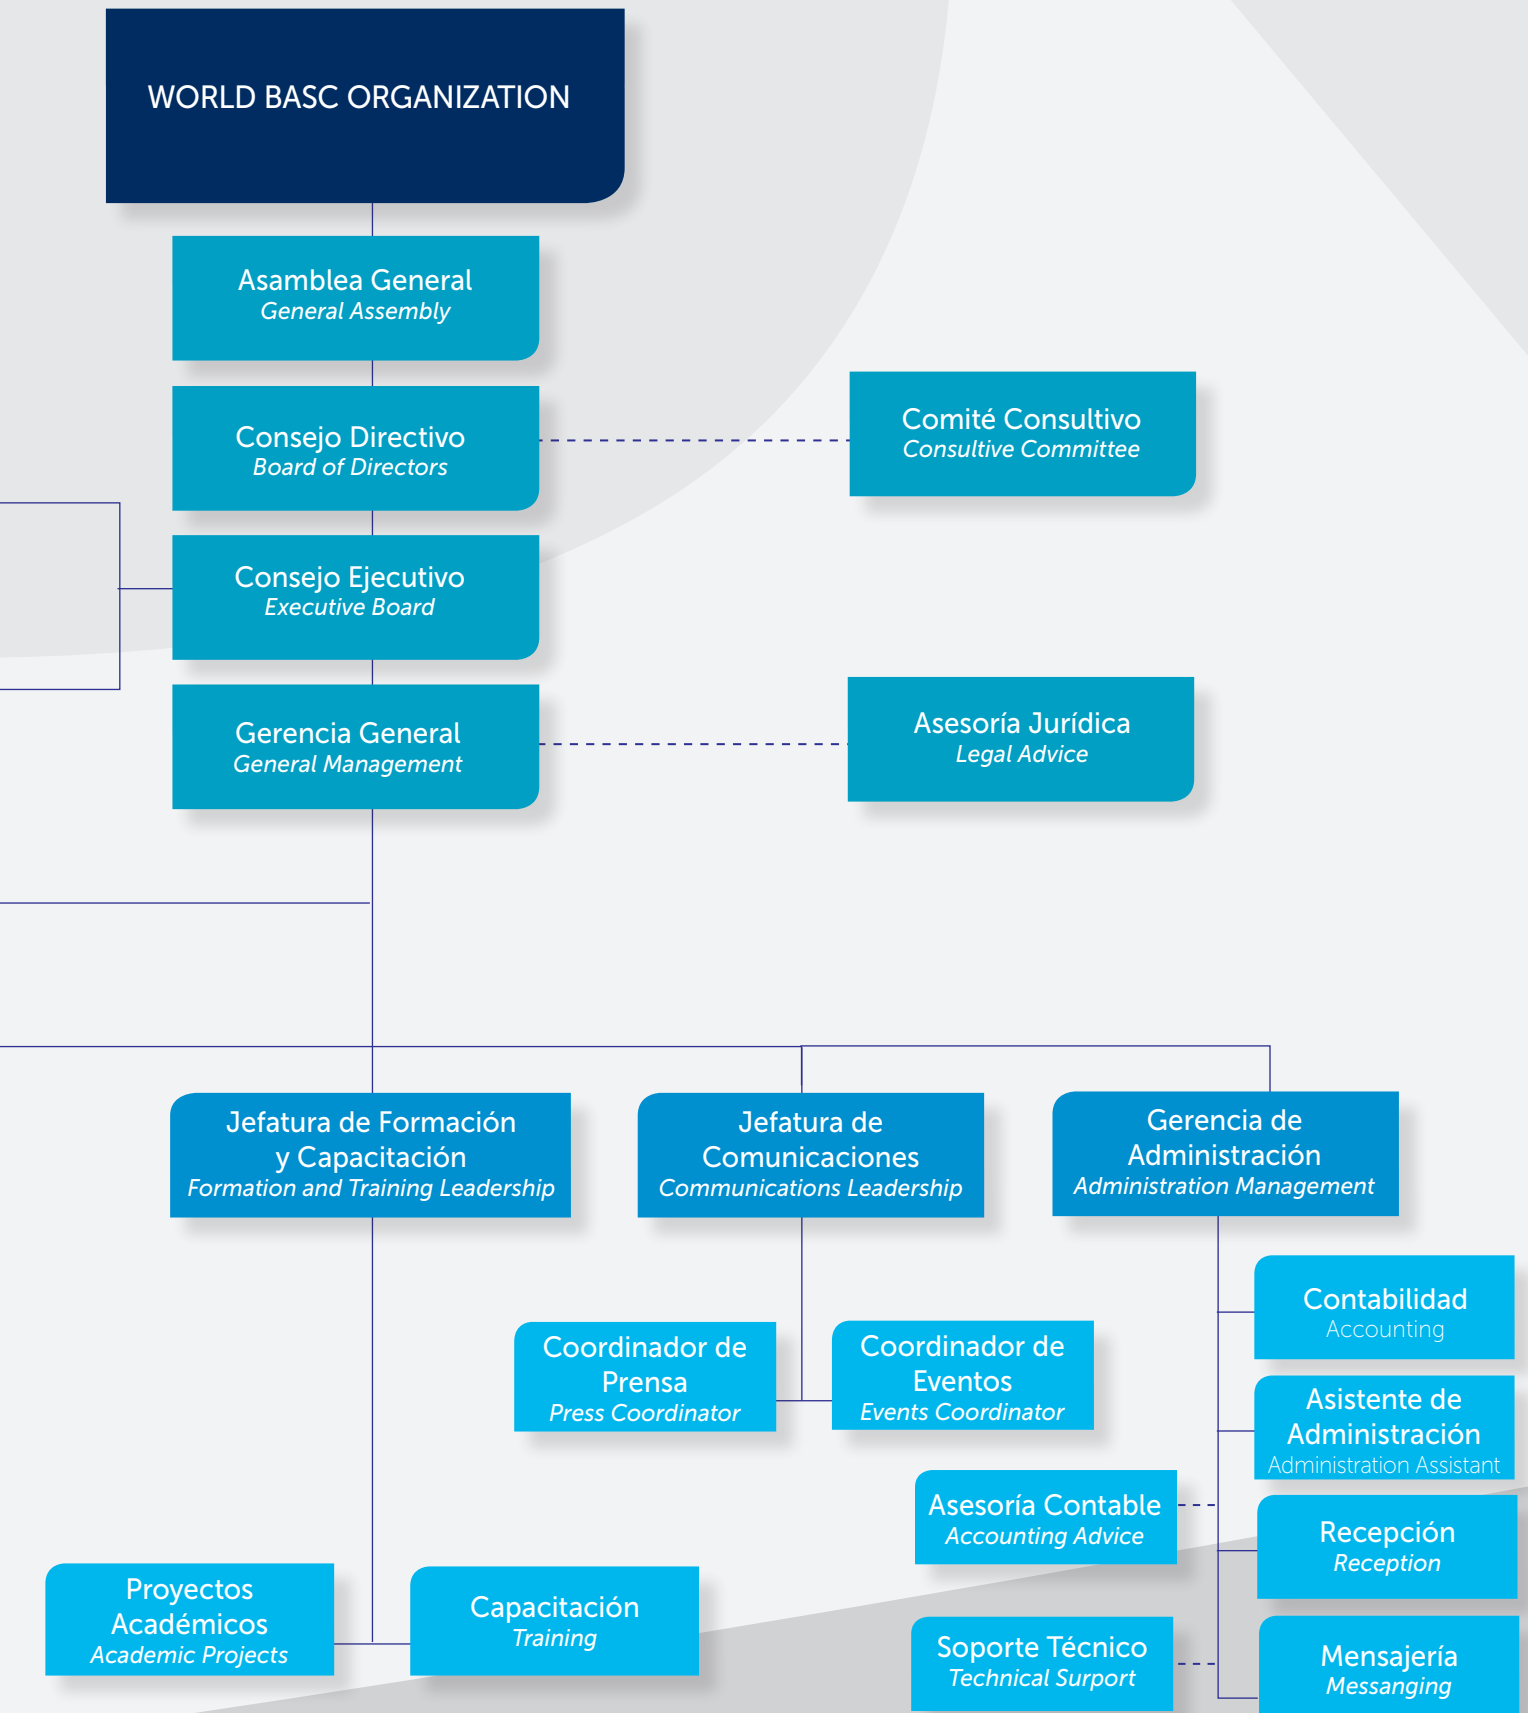 WORLD BASC ORGANIZATION
Asamblea General
General Assembly
Consejo Directivo
Board of Directors
Comité Consultivo
Consultive Committee
Consejo Ejecutivo
Executive Board
Gerencia General
General Management
Asesoría Jurídica
Legal Advice
Jefatura de Formación
y Capacitación
Formation and Training Leadership
Jefatura de
Comunicaciones
Communications Leadership
Gerencia de
Administración
Administration Management
Contabilidad
Accounting
Coordinador de
Prensa
Press Coordinator
Coordinador de
Eventos
Events Coordinator
Asistente de
Administración
Administration Assistant
Asesoría Contable
Accounting Advice
Recepción
Reception
Proyectos
Académicos
Academic Projects
Capacitación
Training
Soporte Técnico
Technical Surport
Mensajería
Messanging